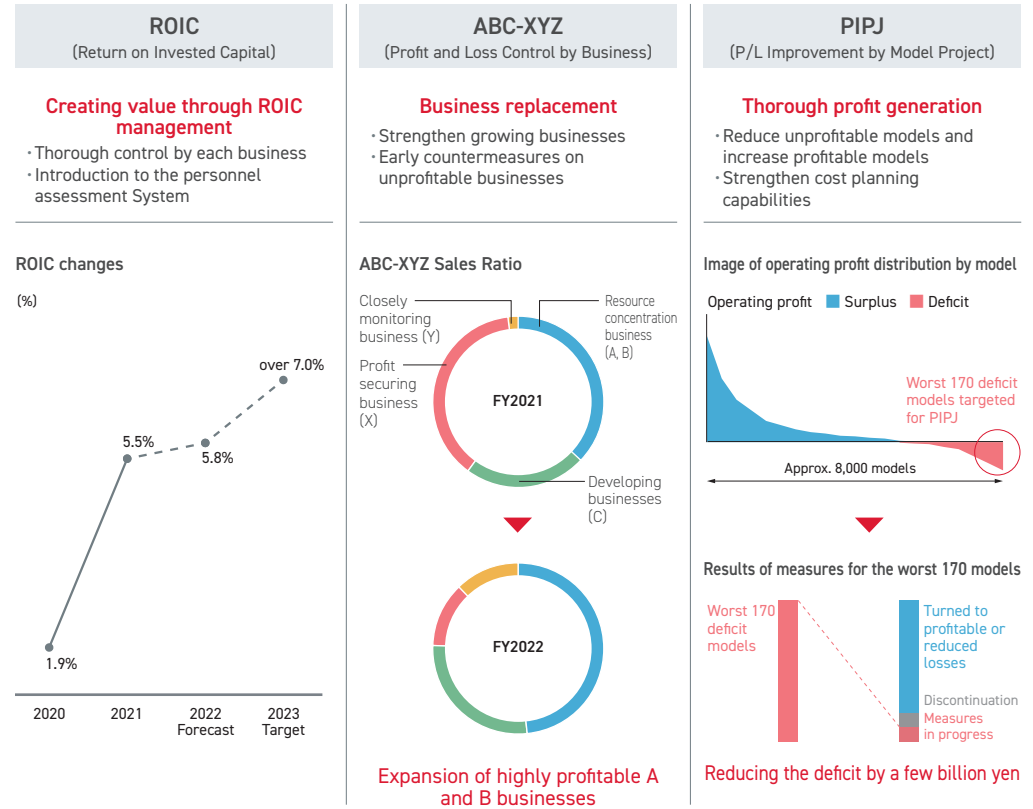 ROIC
(Return on Invested Capital)
Creating value through ROIC
management
・Thorough control by each business
・Introduction to the personnel
assessment System
ROIC changes
(%)
over 7.0%
5.5%
5.8%
1.9%
2020
2021
2022
Forecast
2023
Target
ABC-XYZ
(Profit and Loss Control by Business)
Business replacement
・Strengthen growing businesses
・Early countermeasures on
unprofitable businesses
ABC-XYZ Sales Ratio
Closely
monitoring
business (Y)
Profit
securing
business
(X)
Resource
concentration
business
(A, B)
FY2021
Developing
businesses
(C)
FY2022
Expansion of highly profitable A
and B businesses
PIPJ
(P/L Improvement by Model Project)
Thorough profit generation
・Reduce unprofitable models and
increase profitable models
・Strengthen cost planning
capabilities
Image of operating profit distribution by model
Operating profit Surplus Deficit
Worst 170 deficit
models targeted
for PIPJ
Approx. 8,000 models
Results of measures for the worst 170 models
Worst 170
deficit
models
Turned to
profitable or
reduced
losses
Discontinuation
Measures
in progress
Reducing the deficit by a few billion yen